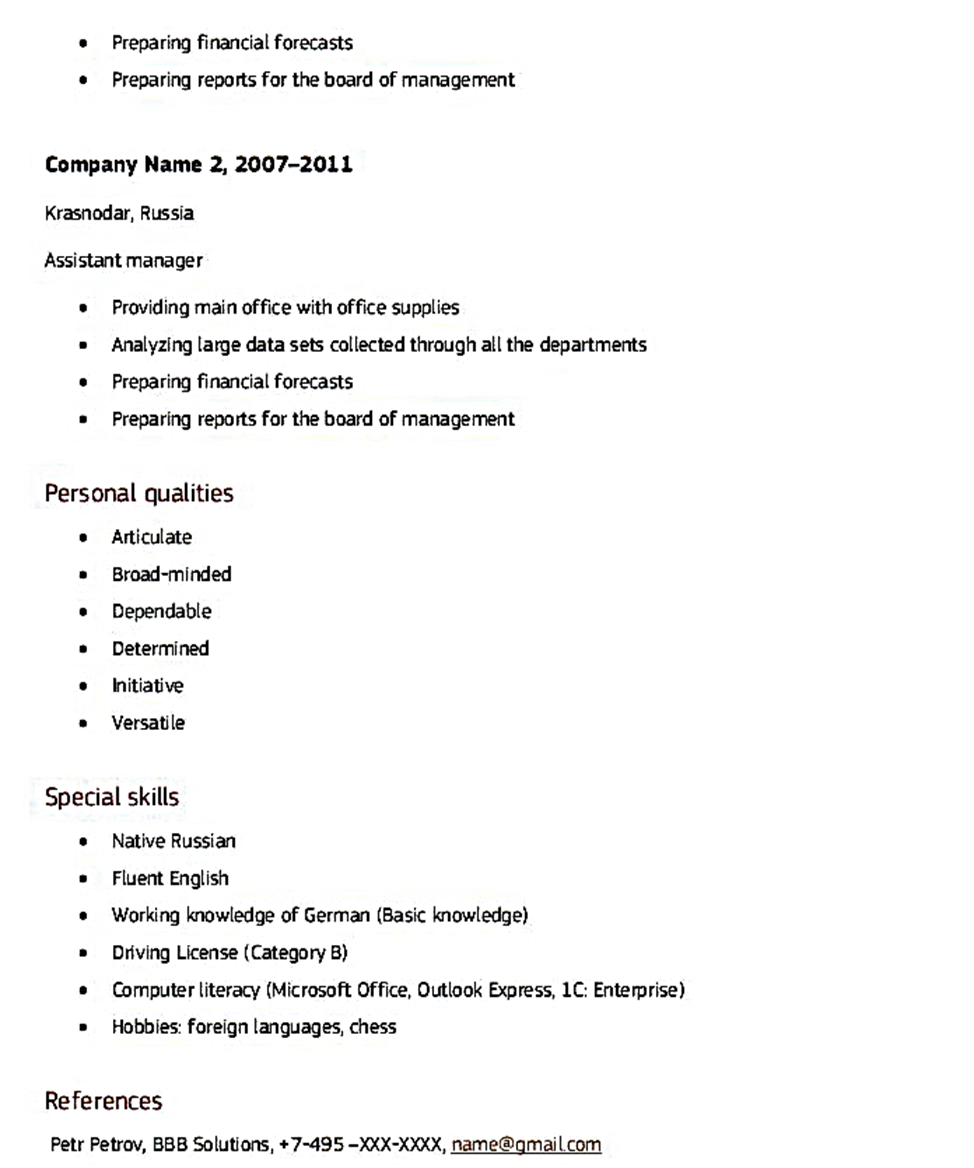 • Preparing financial forecasts
• Preparing reports for the board of management
Company Name 2, 2007–2011
Krasnodar, Russia
Assistant manager
• Providing main office with office supplies
• Analyzing large data sets collected through all the departments
• Preparing financial forecasts
• Preparing reports for the board of management
Personal qualities
• Articulate
• Broad-minded
• Dependable
• Determined
• Initiative
• Versatile
Special skills
• Native Russian
• Fluent English
• Working knowledge of German (Basic knowledge)
• Driving License (Category B)
• Computer literacy (Microsoft Office, Outlook Express, 1C: Enterprise)
• Hobbies: foreign languages, chess
References
Petr Petrov, BBB Solutions, +7-495 –XXX-XXXX, name@gmail.com